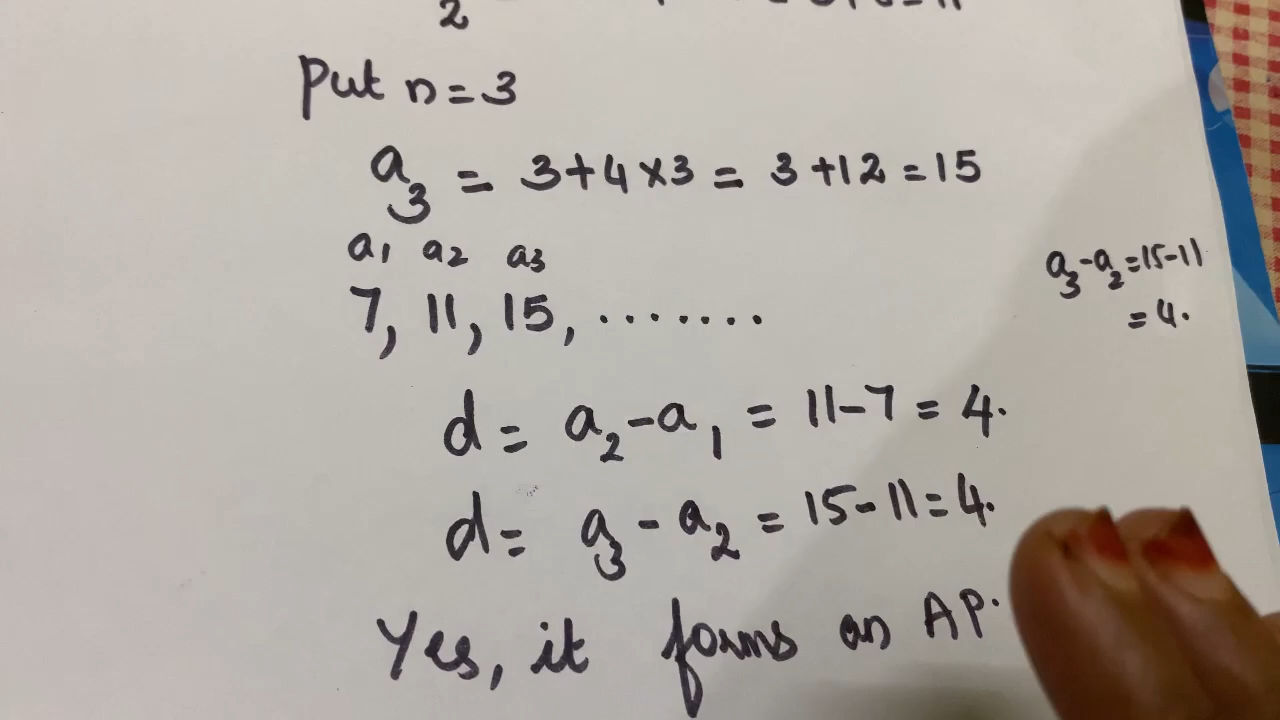 2
Put n = 3
a3 = 3+4×3 = 3+12 = 15
a1 a2 a3
7, 11, 15, ........
a3-a2=15-11
= 4.
d = a2-a1 = 11-7 = 4.
d = a3 - a2 = 15-11 = 4.
Yes, it forms an AP.